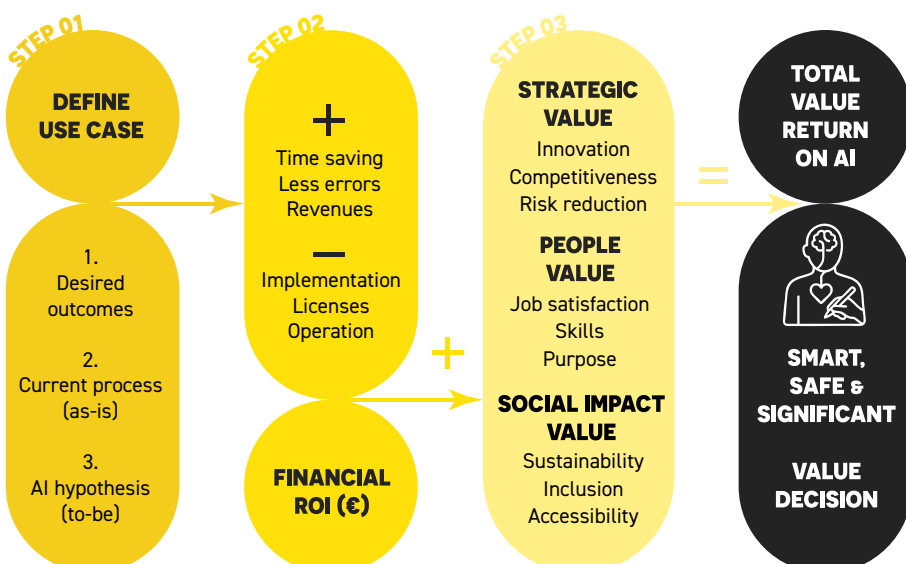 STEP 01
DEFINE
USE CASE
1.
Desired
outcomes
2.
Current process
(as-is)
3.
AI hypothesis
(to-be)
STEP 02
+
Time saving
Less errors
Revenues
−
Implementation
Licenses
Operation
FINANCIAL
ROI (€)
+
STEP 03
STRATEGIC
VALUE
Innovation
Competitiveness
Risk reduction
PEOPLE
VALUE
Job satisfaction
Skills
Purpose
SOCIAL IMPACT
VALUE
Sustainability
Inclusion
Accessibility
=
TOTAL
VALUE
RETURN
ON AI
SMART,
SAFE &
SIGNIFICANT
VALUE
DECISION